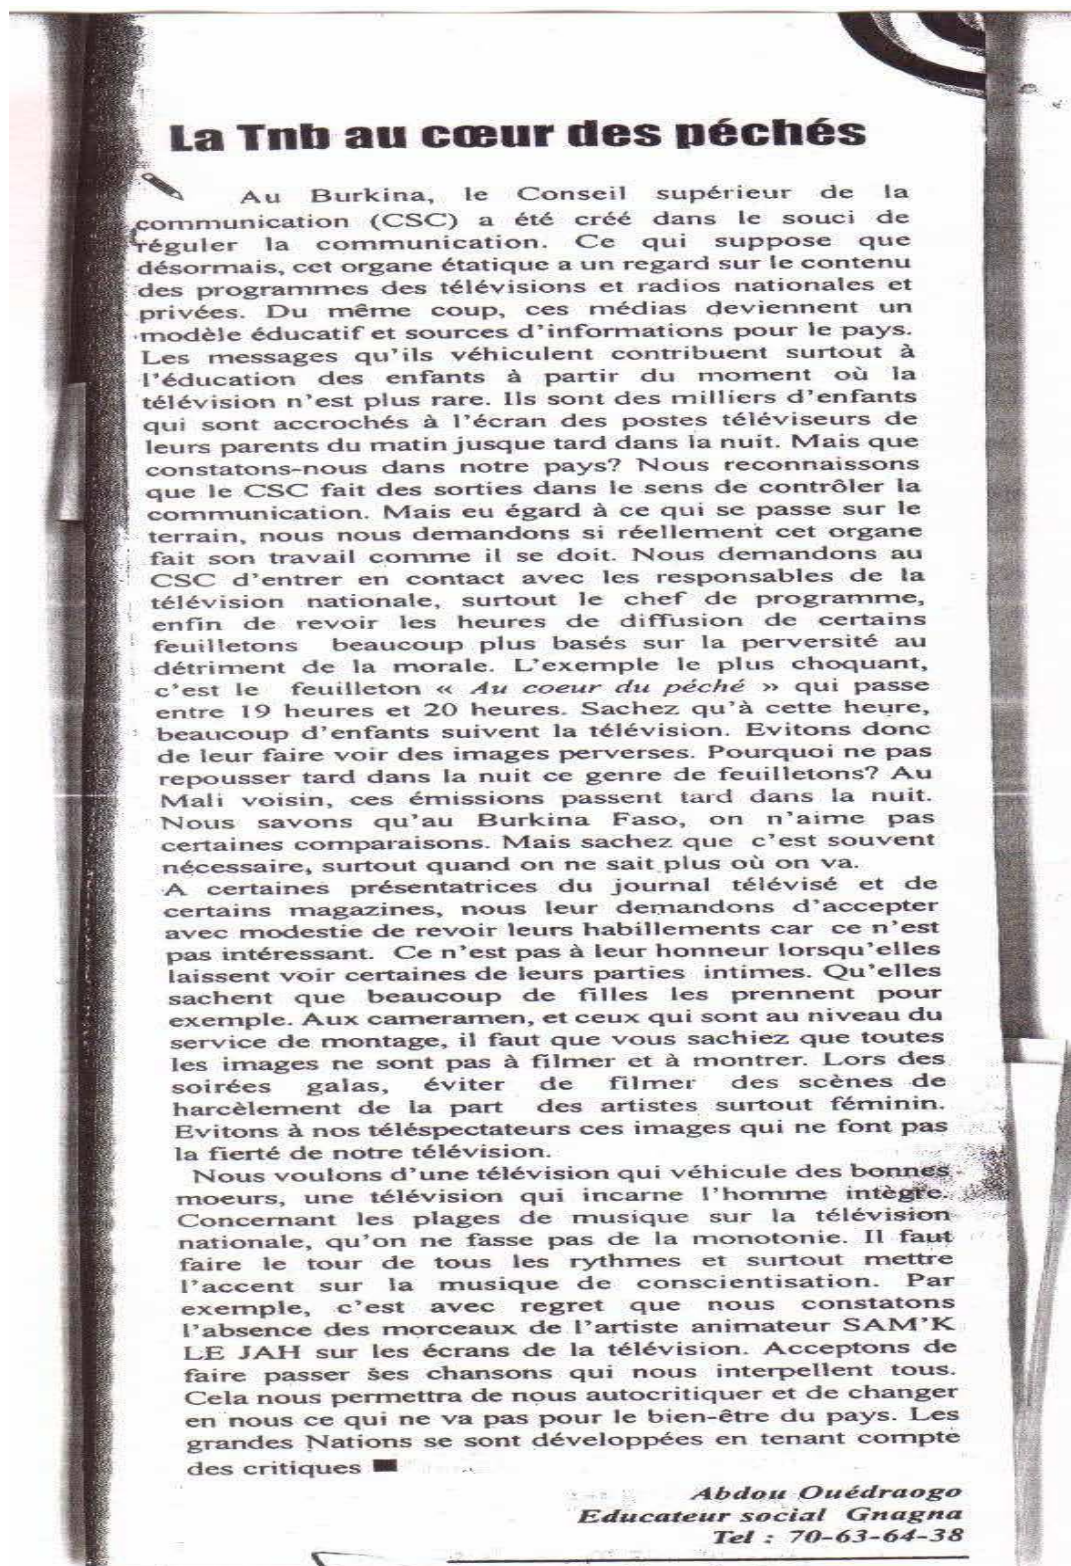 La Tnb au cœur des péchés
Au Burkina, le Conseil supérieur de la
communication (CSC) a été créé dans le souci de
réguler la communication. Ce qui suppose que
désormais, cet organe étatique a un regard sur le contenu
des programmes des télévisions et radios nationales et
privées. Du même coup, ces médias deviennent un
modèle éducatif et sources d'informations pour le pays.
Les messages qu'ils véhiculent contribuent surtout à
l'éducation des enfants à partir du moment où la
télévision n'est plus rare. Ils sont des milliers d'enfants
qui sont accrochés à l'écran des postes téléviseurs de
leurs parents du matin jusque tard dans la nuit. Mais que
constatons-nous dans notre pays? Nous reconnaissons
que le CSC fait des sorties dans le sens de contrôler la
communication. Mais eu égard à ce qui se passe sur le
terrain, nous nous demandons si réellement cet organe
fait son travail comme il se doit. Nous demandons au
CSC d'entrer en contact avec les responsables de la
télévision nationale, surtout le chef de programme,
enfin de revoir les heures de diffusion de certains
feuilletons beaucoup plus basés sur la perversité au
détriment de la morale. L'exemple le plus choquant,
c'est le feuilleton « Au coeur du péché » qui passe
entre 19 heures et 20 heures. Sachez qu'à cette heure,
beaucoup d'enfants suivent la télévision. Evitons donc
de leur faire voir des images perverses. Pourquoi ne pas
repousser tard dans la nuit ce genre de feuilletons? Au
Mali voisin, ces émissions passent tard dans la nuit.
Nous savons qu'au Burkina Faso, on n'aime pas
certaines comparaisons. Mais sachez que c'est souvent
nécessaire, surtout quand on ne sait plus où on va.
A certaines présentatrices du journal télévisé et de
certains magazines, nous leur demandons d'accepter
avec modestie de revoir leurs habillements car ce n'est
pas intéressant. Ce n'est pas à leur honneur lorsqu'elles
laissent voir certaines de leurs parties intimes. Qu'elles
sachent que beaucoup de filles les prennent pour
exemple. Aux cameramen, et ceux qui sont au niveau du
service de montage, il faut que vous sachiez que toutes
les images ne sont pas à filmer et à montrer. Lors des
soirées galas, éviter de filmer des scènes de
harcèlement de la part des artistes surtout féminin.
Evitons à nos téléspectateurs ces images qui ne font pas
la fierté de notre télévision.
Nous voulons d'une télévision qui véhicule des bonnes
moeurs, une télévision qui incarne l'homme intègre.
Concernant les plages de musique sur la télévision
nationale, qu'on ne fasse pas de la monotonie. Il faut
faire le tour de tous les rythmes et surtout mettre
l'accent sur la musique de conscientisation. Par
exemple, c'est avec regret que nous constatons
l'absence des morceaux de l'artiste animateur SAM'K
LE JAH sur les écrans de la télévision. Acceptons de
faire passer ses chansons qui nous interpellent tous.
Cela nous permettra de nous autocritiquer et de changer
en nous ce qui ne va pas pour le bien-être du pays. Les
grandes Nations se sont développées en tenant compte
des critiques ■
Abdou Ouédraogo
Educateur social Gnagna
Tel : 70-63-64-38